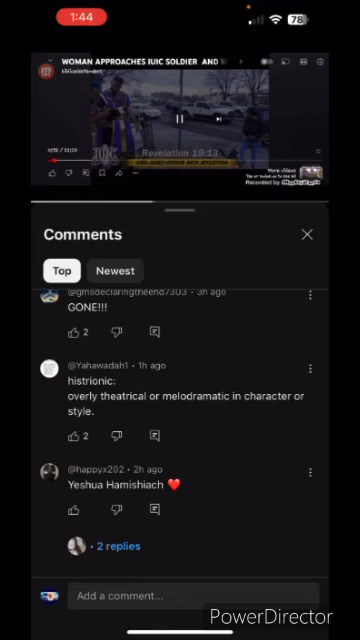 1:44
78
WOMAN APPROACHES IUIC SOLDIER AND
Revelation 19:13
More videos
Comments
Top
Newest
@gmsdeclaringtheend7303 • 3h ago
GONE!!!
2
@Yahawadah1 • 1h ago
histrionic:
overly theatrical or melodramatic in character or
style.
2
@happyx202 • 2h ago
Yeshua Hamishiach ❤️
• 2 replies
Add a comment...
PowerDirector